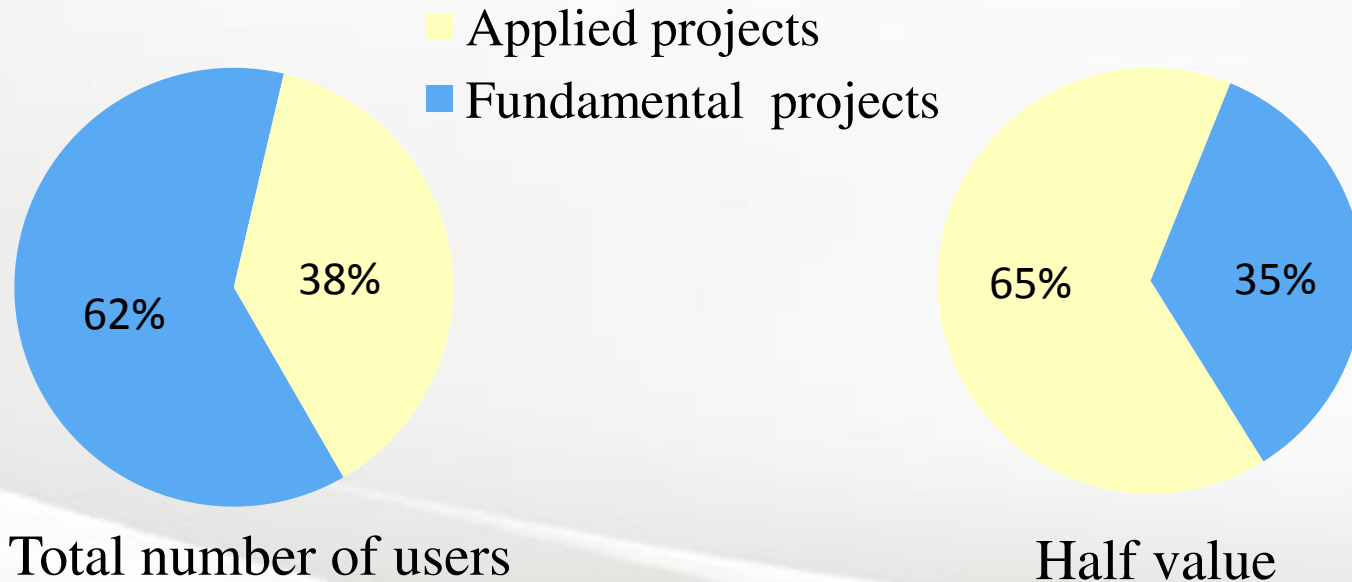 Applied projects
Fundamental projects
62%
38%
65%
35%
Total number of users
Half value